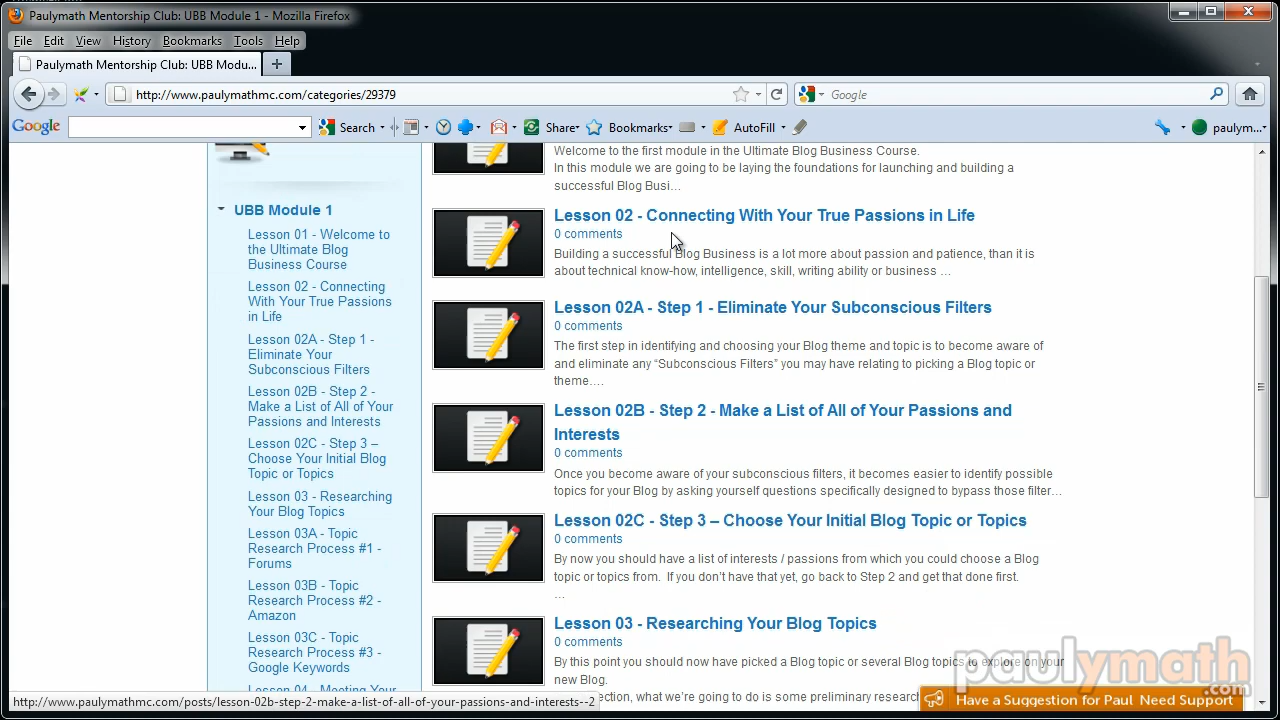 Paulymath Mentorship Club: UBB Module 1 - Mozilla Firefox
File Edit View History Bookmarks Tools Help
Paulymath Mentorship Club: UBB Modu...
http://www.paulymathmc.com/categories/29379
Google
Google
Search
Share
Bookmarks
AutoFill
paulym...
UBB Module 1
Lesson 01 - Welcome to
the Ultimate Blog
Business Course
Lesson 02 - Connecting
With Your True Passions
in Life
Lesson 02A - Step 1 -
Eliminate Your
Subconscious Filters
Lesson 02B - Step 2 -
Make a List of All of Your
Passions and Interests
Lesson 02C - Step 3 –
Choose Your Initial Blog
Topic or Topics
Lesson 03 - Researching
Your Blog Topics
Lesson 03A - Topic
Research Process #1 -
Forums
Lesson 03B - Topic
Research Process #2 -
Amazon
Lesson 03C - Topic
Research Process #3 -
Google Keywords
Lesson 04 - Meeting Your
Welcome to the first module in the Ultimate Blog Business Course.
In this module we are going to be laying the foundations for launching and building a
successful Blog Busi...
Lesson 02 - Connecting With Your True Passions in Life
0 comments
Building a successful Blog Business is a lot more about passion and patience, than it is
about technical know-how, intelligence, skill, writing ability or business ...
Lesson 02A - Step 1 - Eliminate Your Subconscious Filters
0 comments
The first step in identifying and choosing your Blog theme and topic is to become aware of
and eliminate any “Subconscious Filters” you may have relating to picking a Blog topic or
theme....
Lesson 02B - Step 2 - Make a List of All of Your Passions and
Interests
0 comments
Once you become aware of your subconscious filters, it becomes easier to identify possible
topics for your Blog by asking yourself questions specifically designed to bypass those filter...
Lesson 02C - Step 3 – Choose Your Initial Blog Topic or Topics
0 comments
By now you should have a list of interests / passions from which you could choose a Blog
topic or topics from. If you don’t have that yet, go back to Step 2 and get that done first.
...
Lesson 03 - Researching Your Blog Topics
0 comments
By this point you should now have picked a Blog topic or several Blog topics to explore on your
new Blog.
ection, what we’re going to do is some preliminary research
paulymath
.com
Have a Suggestion for Paul Need Support
http://www.paulymathmc.com/posts/lesson-02b-step-2-make-a-list-of-all-of-your-passions-and-interests--2